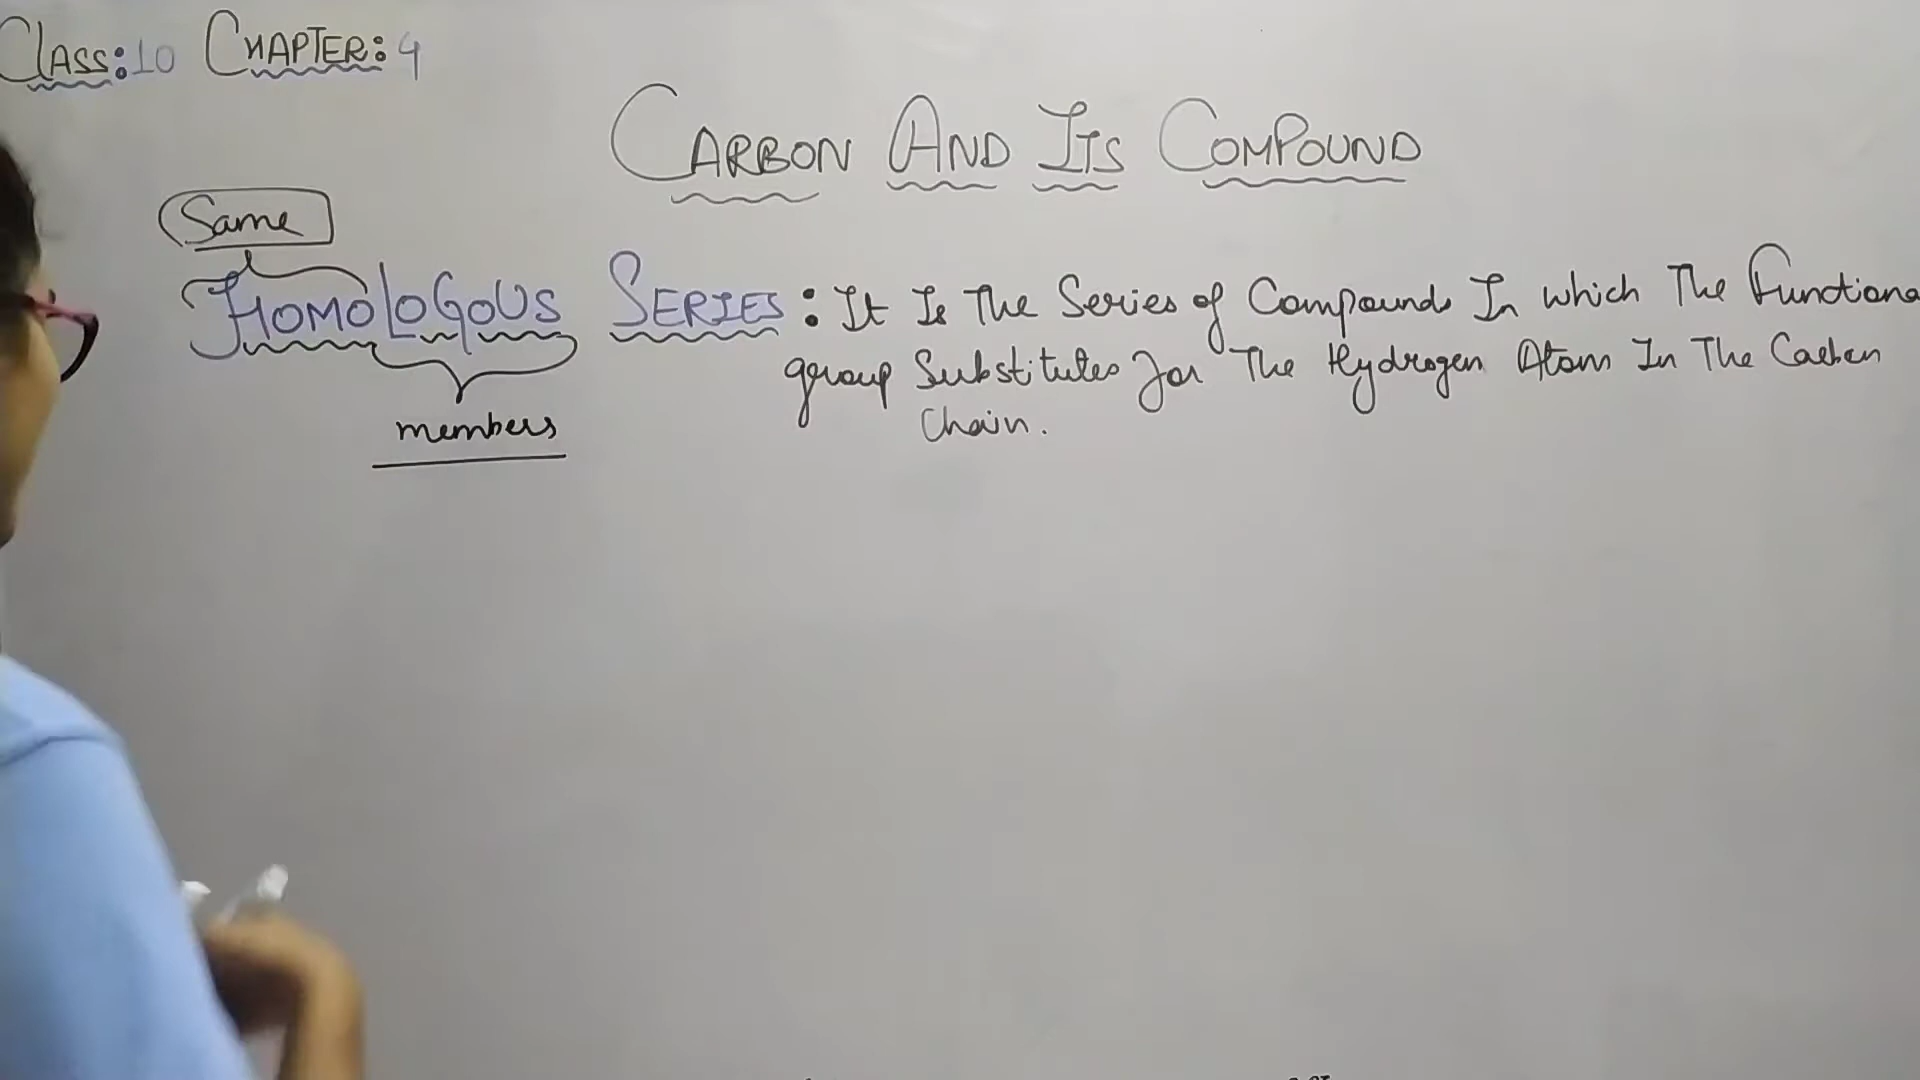 CLASS:10 CHAPTER:4
CARBON AND ITS COMPOUND
Same
HOMOLOGOUS SERIES : It Is The Series of Compounds In which The Functiona
group Substitutes for The Hydrogen Atom In The Carbon
Chain.
members